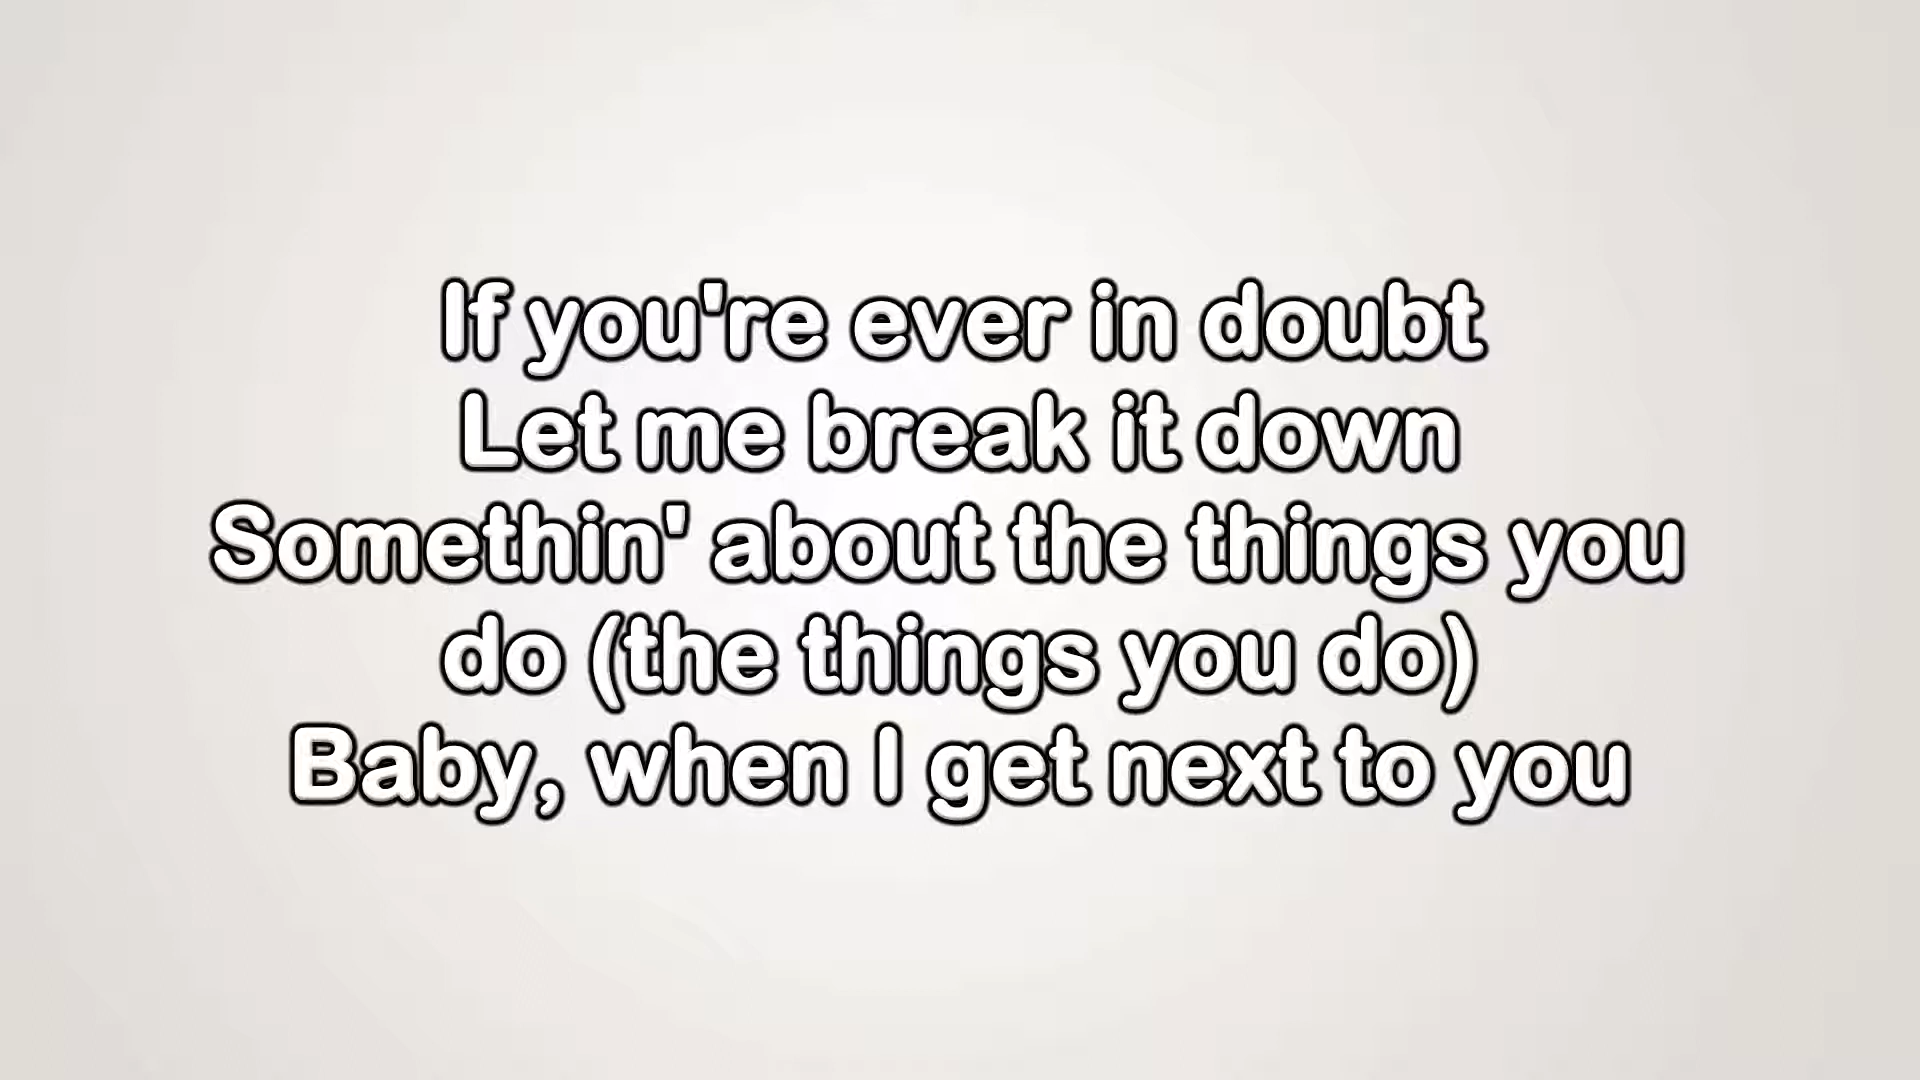 If you're ever in doubt
Let me break it down
Somethin' about the things you
do (the things you do)
Baby, when I get next to you